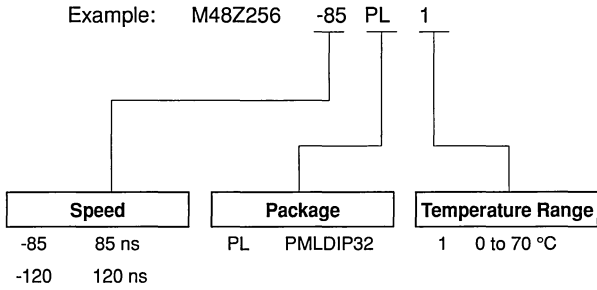 Example: M48Z256 -85 PL 1
Speed Package Temperature Range
-85 85 ns PL PMLDIP32 1 0 to 70 °C
-120 120 ns